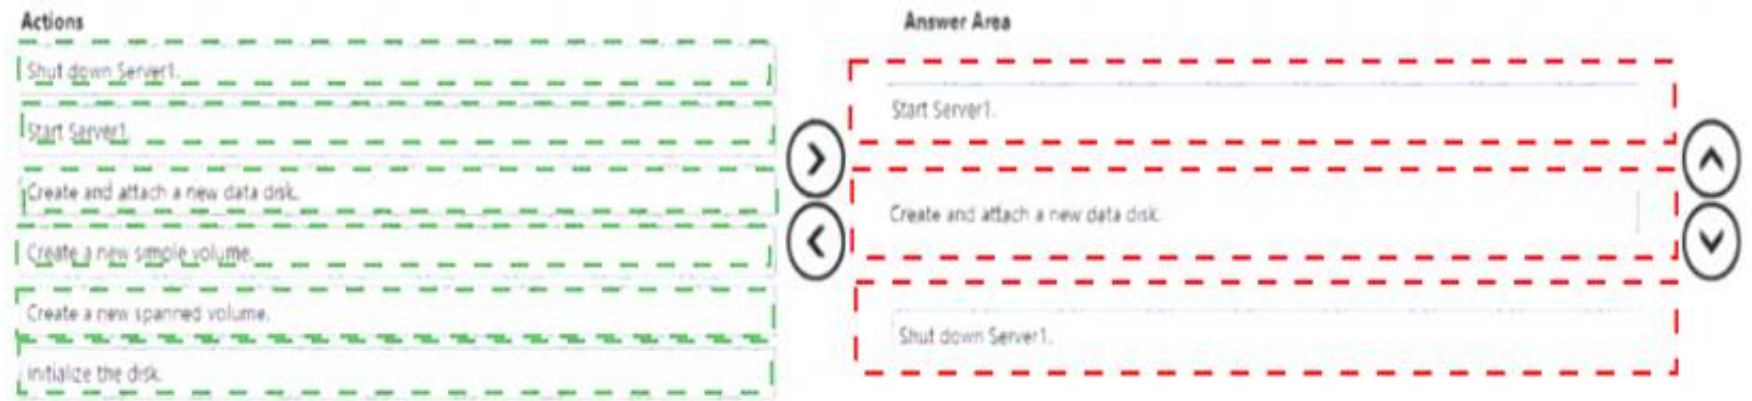 Actions
Shut down Server1.
Start Server1.
Create and attach a new data disk.
Create a new simple volume.
Create a new spanned volume.
Initialize the disk.
Answer Area
Start Server1.
Create and attach a new data disk.
Shut down Server1.